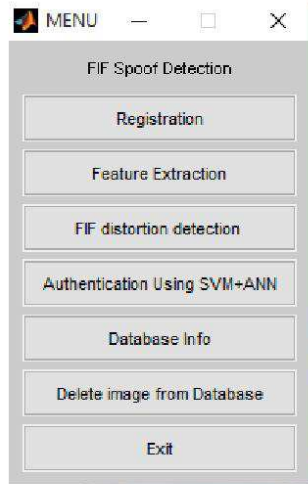 MENU
FIF Spoof Detection
Registration
Feature Extraction
FIF distortion detection
Authentication Using SVM+ANN
Database Info
Delete image from Database
Exit